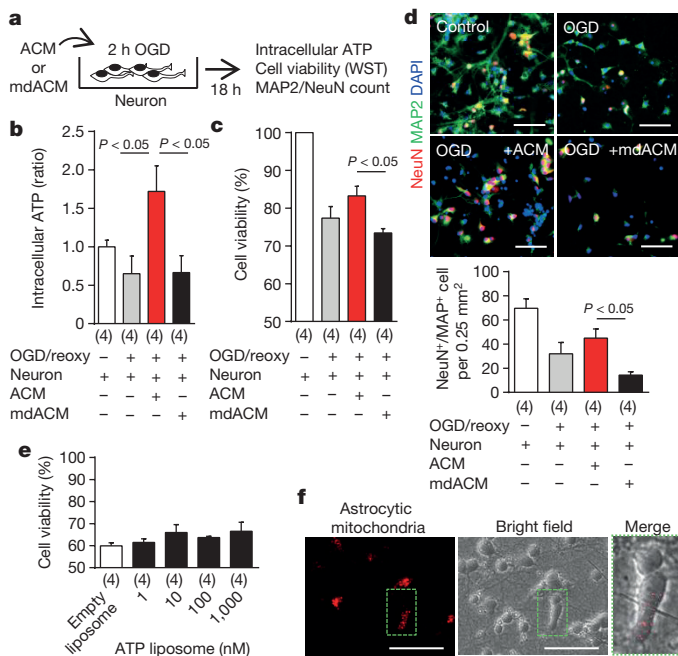 a
ACM
or
mdACM
2 h OGD
Neuron
18 h
Intracellular ATP
Cell viability (WST)
MAP2/NeuN count
b
Intracellular ATP (ratio)
2.5
2.0
1.5
1.0
0.5
0
P < 0.05
P < 0.05
(4) (4) (4) (4)
OGD/reoxy – + + +
Neuron + + + +
ACM – – + –
mdACM – – – +
c
Cell viability (%)
100
90
80
70
60
50
P < 0.05
(4) (4) (4) (4)
OGD/reoxy – + + +
Neuron + + + +
ACM – – + –
mdACM – – – +
d
NeuN MAP2 DAPI
Control
OGD
OGD +ACM
OGD +mdACM
NeuN+/MAP+ cell
per 0.25 mm2
100
80
60
40
20
0
P < 0.05
(4) (4) (4) (4)
OGD/reoxy – + + +
Neuron + + + +
ACM – – + –
mdACM – – – +
e
Cell viability (%)
100
90
80
70
60
50
(4) (4) (4) (4) (4)
Empty
liposome
1
10
100
1,000
ATP liposome (nM)
f
Astrocytic
mitochondria
Bright field
Merge